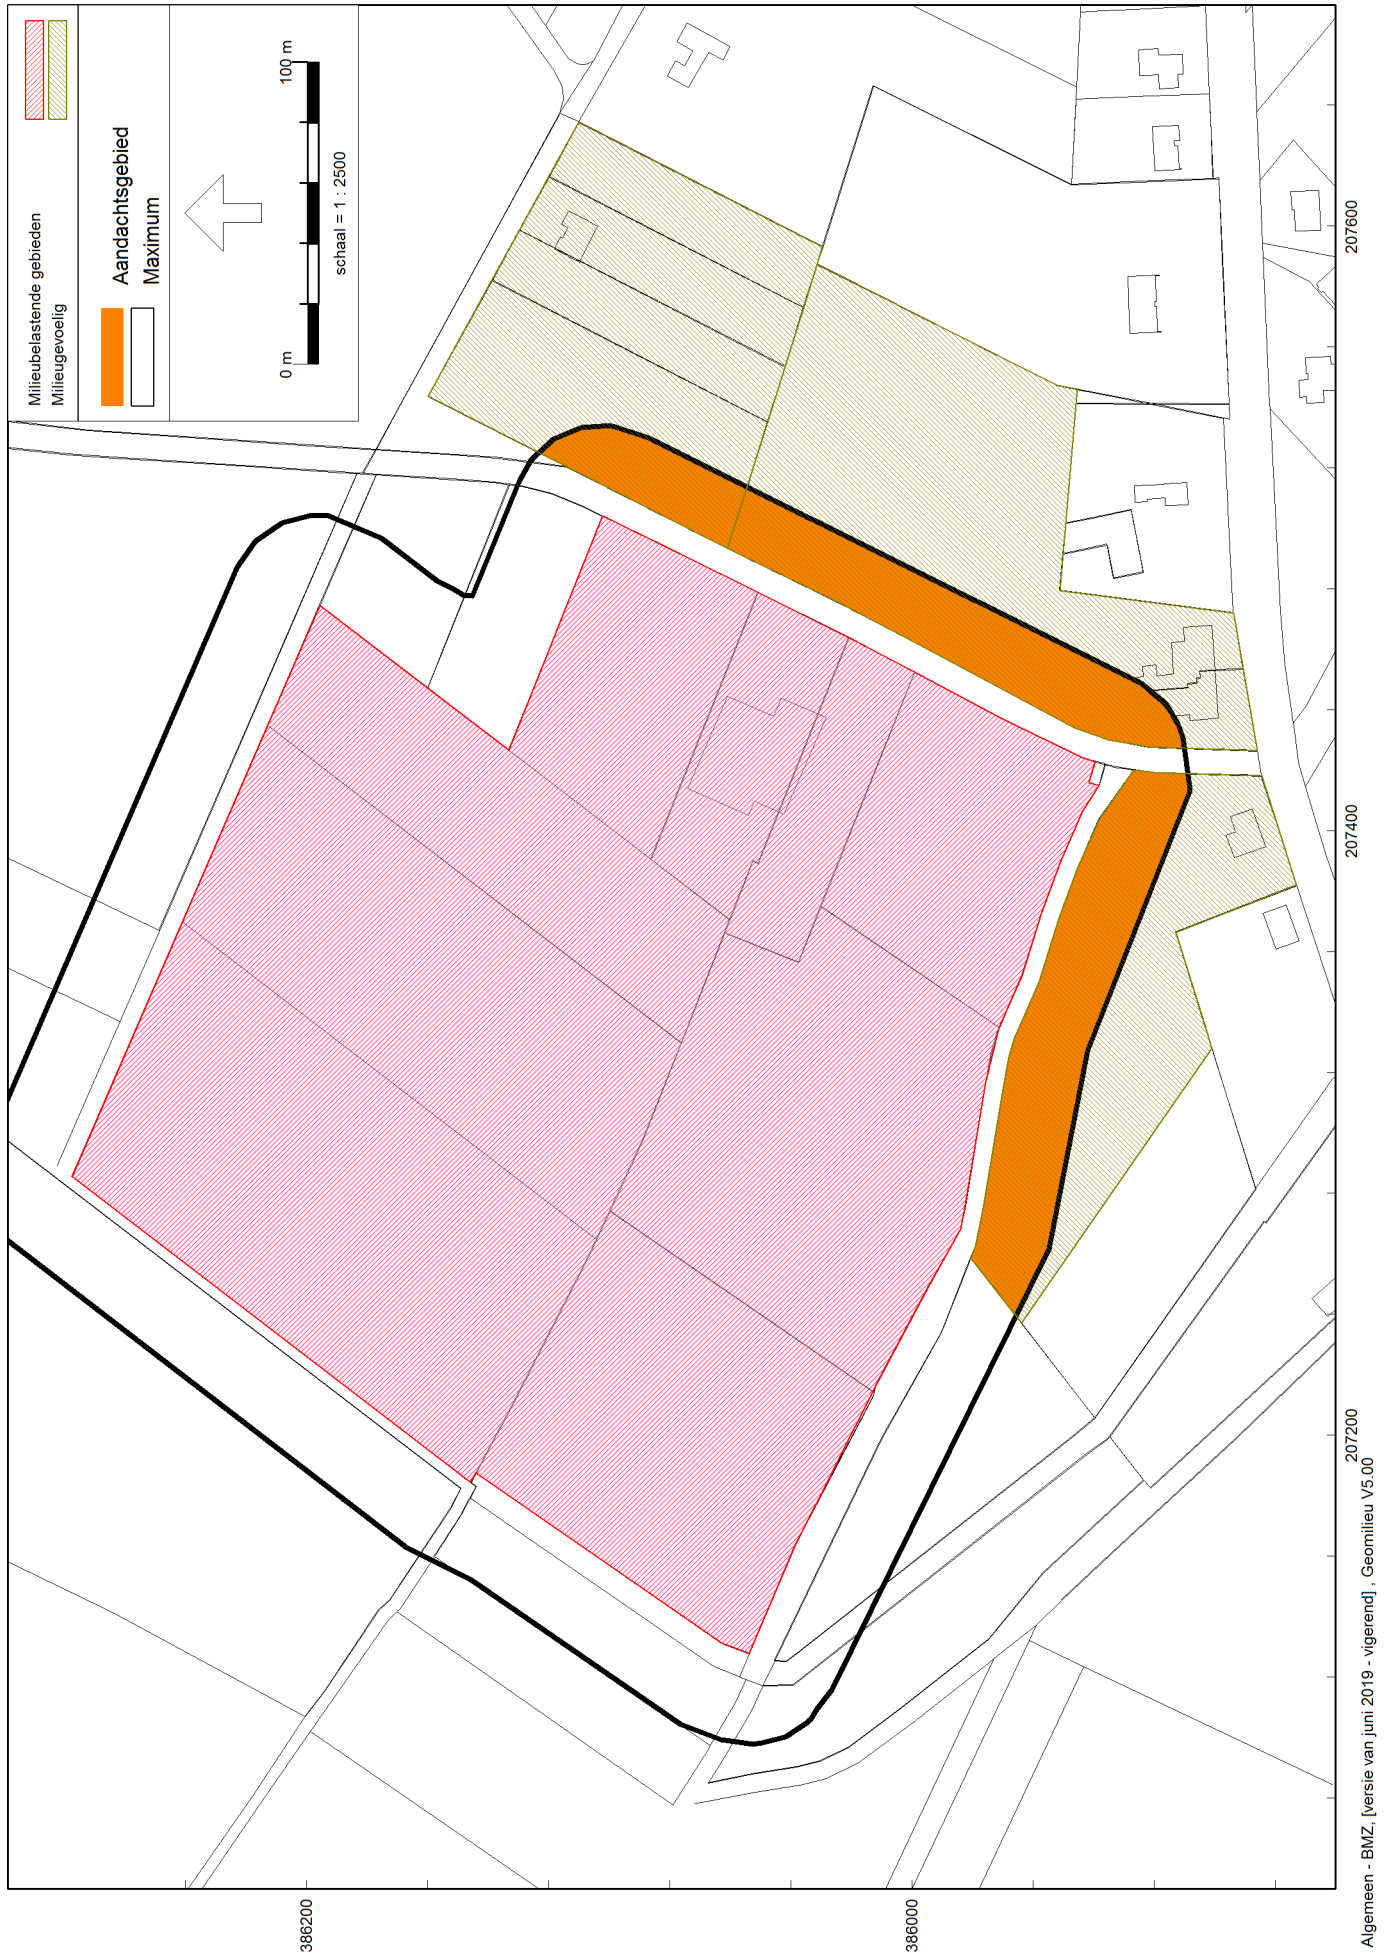 Milieubelastende gebieden
Milieugevoelig
Aandachtsgebied
Maximum
0 m
100 m
schaal = 1 : 2500
386200
386000
207200
207400
207600
Algemeen - BMZ, [versie van juni 2019 - vigerend] , Geomilieu V5.00